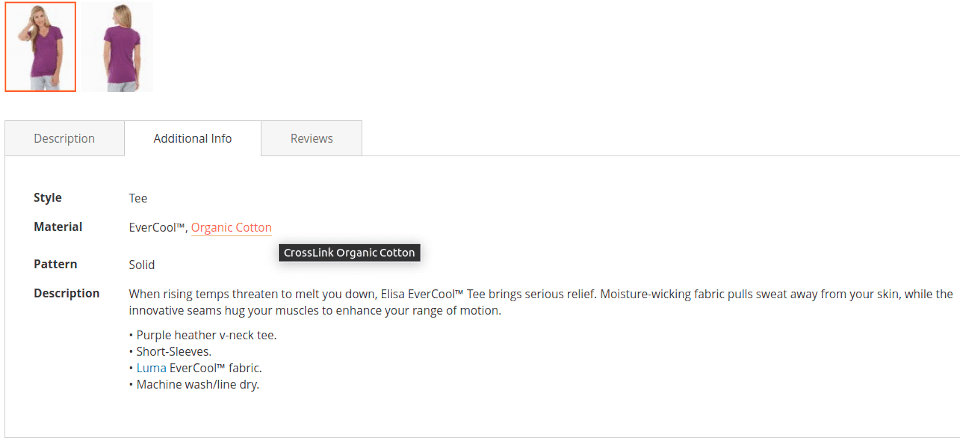 Description Additional Info Reviews
Style Tee
Material EverCool™, Organic Cotton
CrossLink Organic Cotton
Pattern Solid
Description When rising temps threaten to melt you down, Elisa EverCool™ Tee brings serious relief. Moisture-wicking fabric pulls sweat away from your skin, while the
innovative seams hug your muscles to enhance your range of motion.
• Purple heather v-neck tee.
• Short-Sleeves.
• Luma EverCool™ fabric.
• Machine wash/line dry.